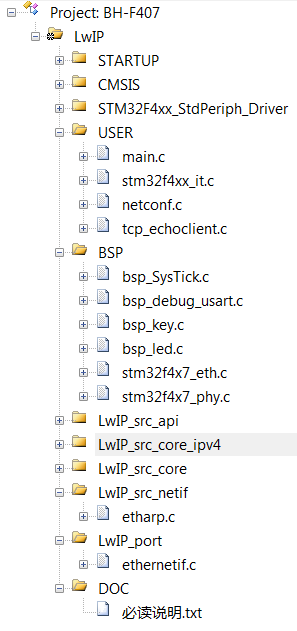 Project: BH-F407
LwIP
STARTUP
CMSIS
STM32F4xx_StdPeriph_Driver
USER
main.c
stm32f4xx_it.c
netconf.c
tcp_echoclient.c
BSP
bsp_SysTick.c
bsp_debug_usart.c
bsp_key.c
bsp_led.c
stm32f4x7_eth.c
stm32f4x7_phy.c
LwIP_src_api
LwIP_src_core_ipv4
LwIP_src_core
LwIP_src_netif
etharp.c
LwIP_port
ethernetif.c
DOC
必读说明.txt